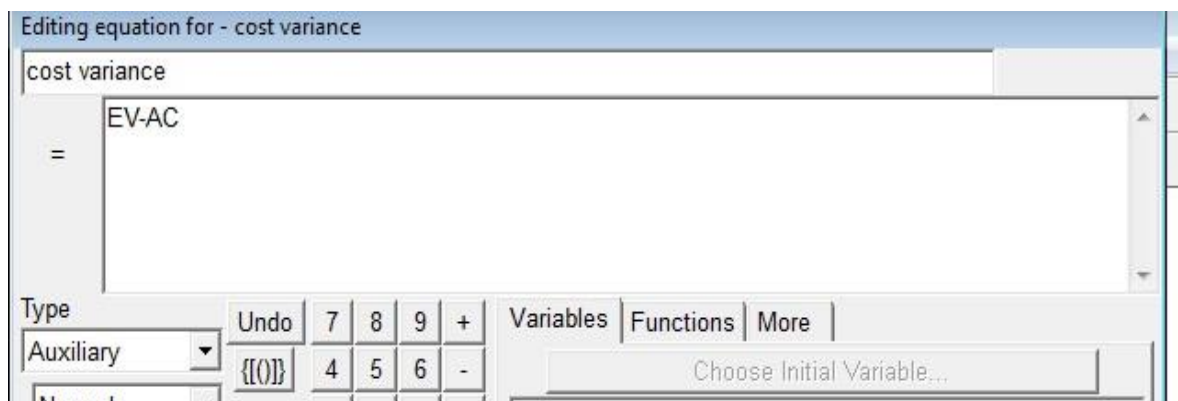 Editing equation for - cost variance
cost variance
EV-AC
=
Type
Undo 7 8 9 + Variables Functions More
Auxiliary
{[()]} 4 5 6 - Choose Initial Variable...